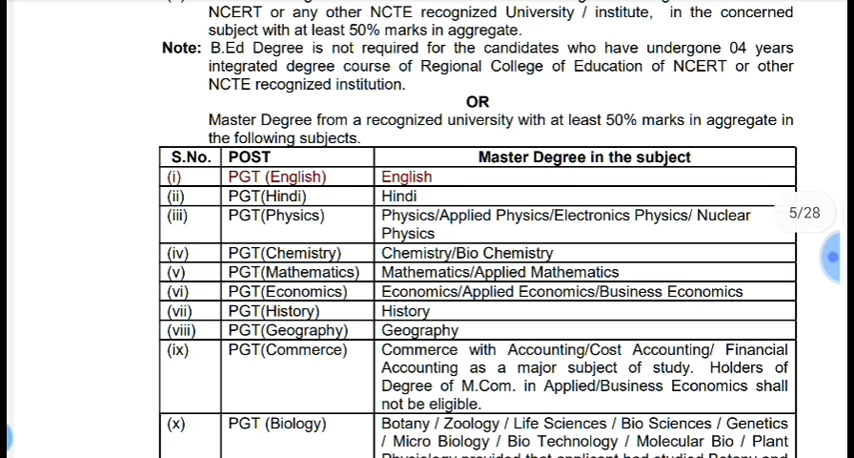 NCERT or any other NCTE recognized University / institute, in the concerned
subject with at least 50% marks in aggregate.
Note: B.Ed Degree is not required for the candidates who have undergone 04 years
integrated degree course of Regional College of Education of NCERT or other
NCTE recognized institution.
OR
Master Degree from a recognized university with at least 50% marks in aggregate in
the following subjects.
S.No. POST Master Degree in the subject
(i) PGT (English) English
(ii) PGT(Hindi) Hindi
(iii) PGT(Physics) Physics/Applied Physics/Electronics Physics/ Nuclear
Physics
5/28
(iv) PGT(Chemistry) Chemistry/Bio Chemistry
(v) PGT(Mathematics) Mathematics/Applied Mathematics
(vi) PGT(Economics) Economics/Applied Economics/Business Economics
(vii) PGT(History) History
(viii) PGT(Geography) Geography
(ix) PGT(Commerce) Commerce with Accounting/Cost Accounting/ Financial
Accounting as a major subject of study. Holders of
Degree of M.Com. in Applied/Business Economics shall
not be eligible.
(x) PGT (Biology) Botany / Zoology / Life Sciences / Bio Sciences / Genetics
/ Micro Biology / Bio Technology / Molecular Bio / Plant
Physiology provided that applicant had studied Botany and